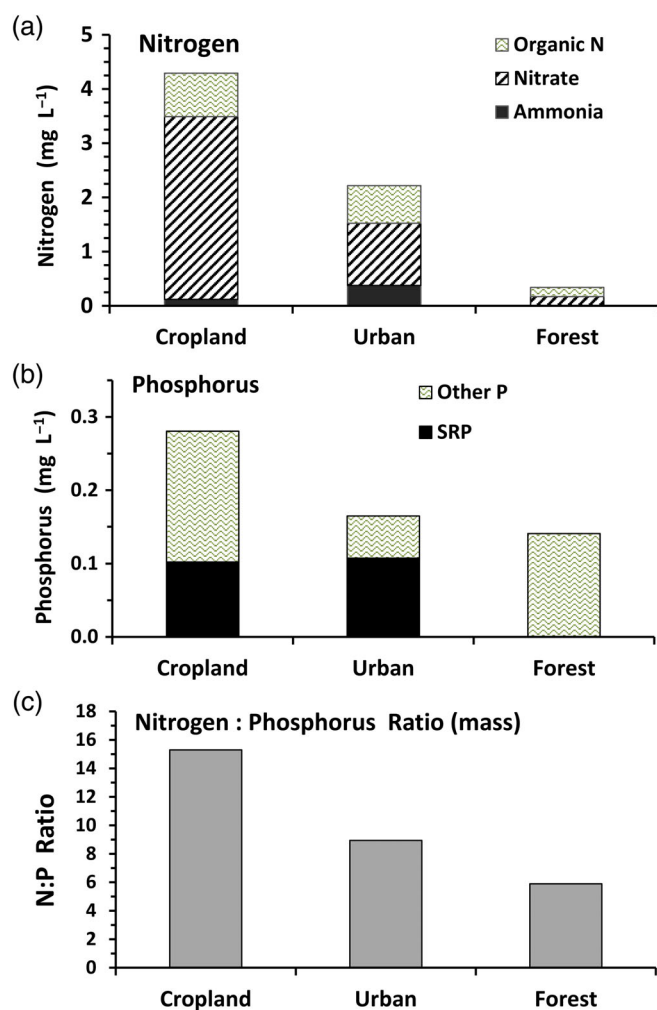 (a)
Nitrogen
Organic N
Nitrate
Ammonia
Nitrogen (mg L⁻¹)
5
4
3
2
1
0
Cropland Urban Forest
(b)
Phosphorus
Other P
SRP
Phosphorus (mg L⁻¹)
0.3
0.2
0.1
0.0
Cropland Urban Forest
(c)
Nitrogen : Phosphorus Ratio (mass)
N:P Ratio
18
16
14
12
10
8
6
4
2
0
Cropland Urban Forest